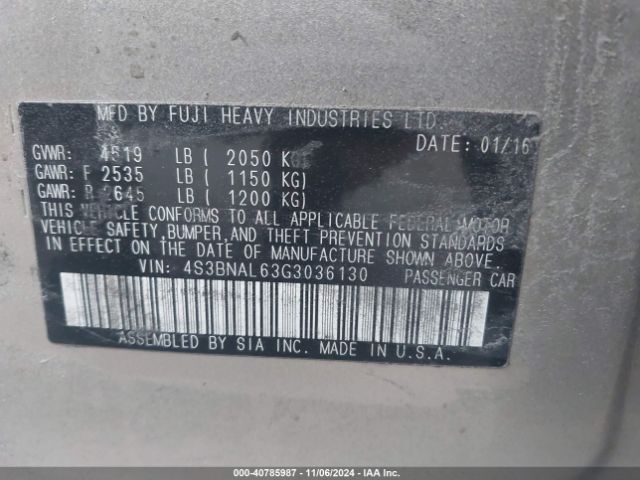 MFD BY FUJI HEAVY INDUSTRIES LTD.
DATE: 01/16
GVWR: 4519 LB ( 2050 KG)
GAWR: F 2535 LB ( 1150 KG)
GAWR: R 2645 LB ( 1200 KG)
THIS VEHICLE CONFORMS TO ALL APPLICABLE FEDERAL MOTOR
VEHICLE SAFETY, BUMPER, AND THEFT PREVENTION STANDARDS
IN EFFECT ON THE DATE OF MANUFACTURE SHOWN ABOVE.
VIN: 4S3BNAL63G3036130 PASSENGER CAR
ASSEMBLED BY SIA INC. MADE IN U.S.A.
000-40785987 - 11/06/2024 - IAA Inc.